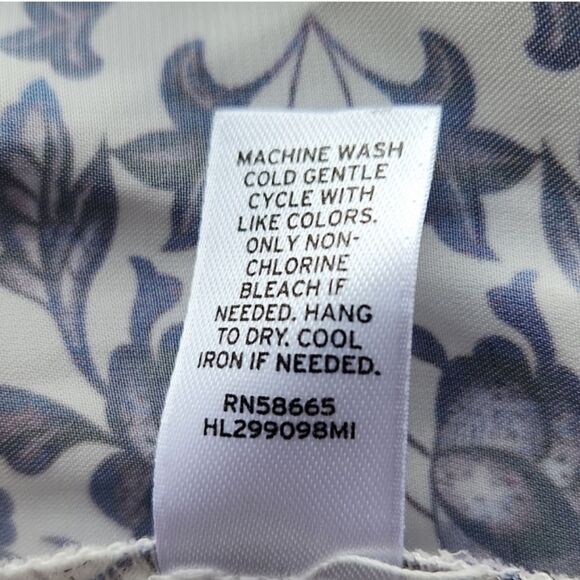 MACHINE WASH
COLD GENTLE
CYCLE WITH
LIKE COLORS.
ONLY NON-
CHLORINE
BLEACH IF
NEEDED. HANG
TO DRY. COOL
IRON IF NEEDED.
RN58665
HL299098MI